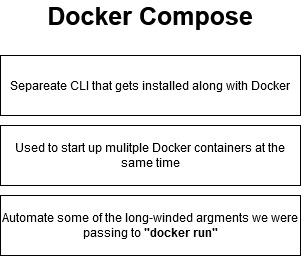 Docker Compose
Separeate CLI that gets installed along with Docker
Used to start up mulitple Docker containers at the
same time
Automate some of the long-winded argments we were
passing to "docker run"